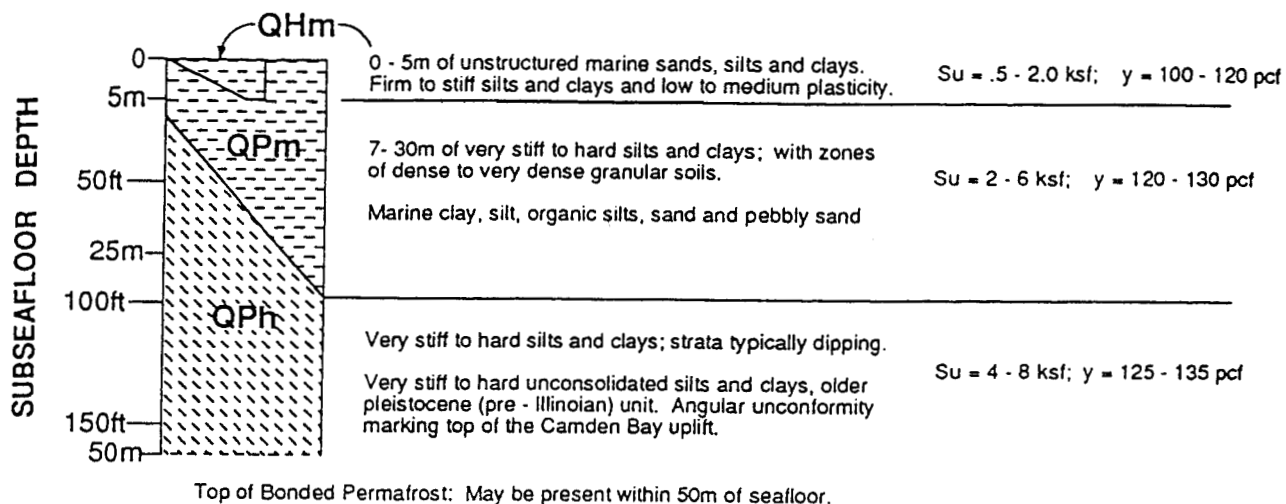 QHm
0
5m
50ft
25m
100ft
150ft
50m
SUBSEAFLOOR DEPTH
QPm
QPh
0 - 5m of unstructured marine sands, silts and clays.
Firm to stiff silts and clays and low to medium plasticity.
Su = .5 - 2.0 ksf; y = 100 - 120 pcf
7- 30m of very stiff to hard silts and clays; with zones
of dense to very dense granular soils.
Marine clay, silt, organic silts, sand and pebbly sand
Su = 2 - 6 ksf; y = 120 - 130 pcf
Very stiff to hard silts and clays; strata typically dipping.
Very stiff to hard unconsolidated silts and clays, older
pleistocene (pre - Illinoian) unit. Angular unconformity
marking top of the Camden Bay uplift.
Su = 4 - 8 ksf; y = 125 - 135 pcf
Top of Bonded Permafrost: May be present within 50m of seafloor.